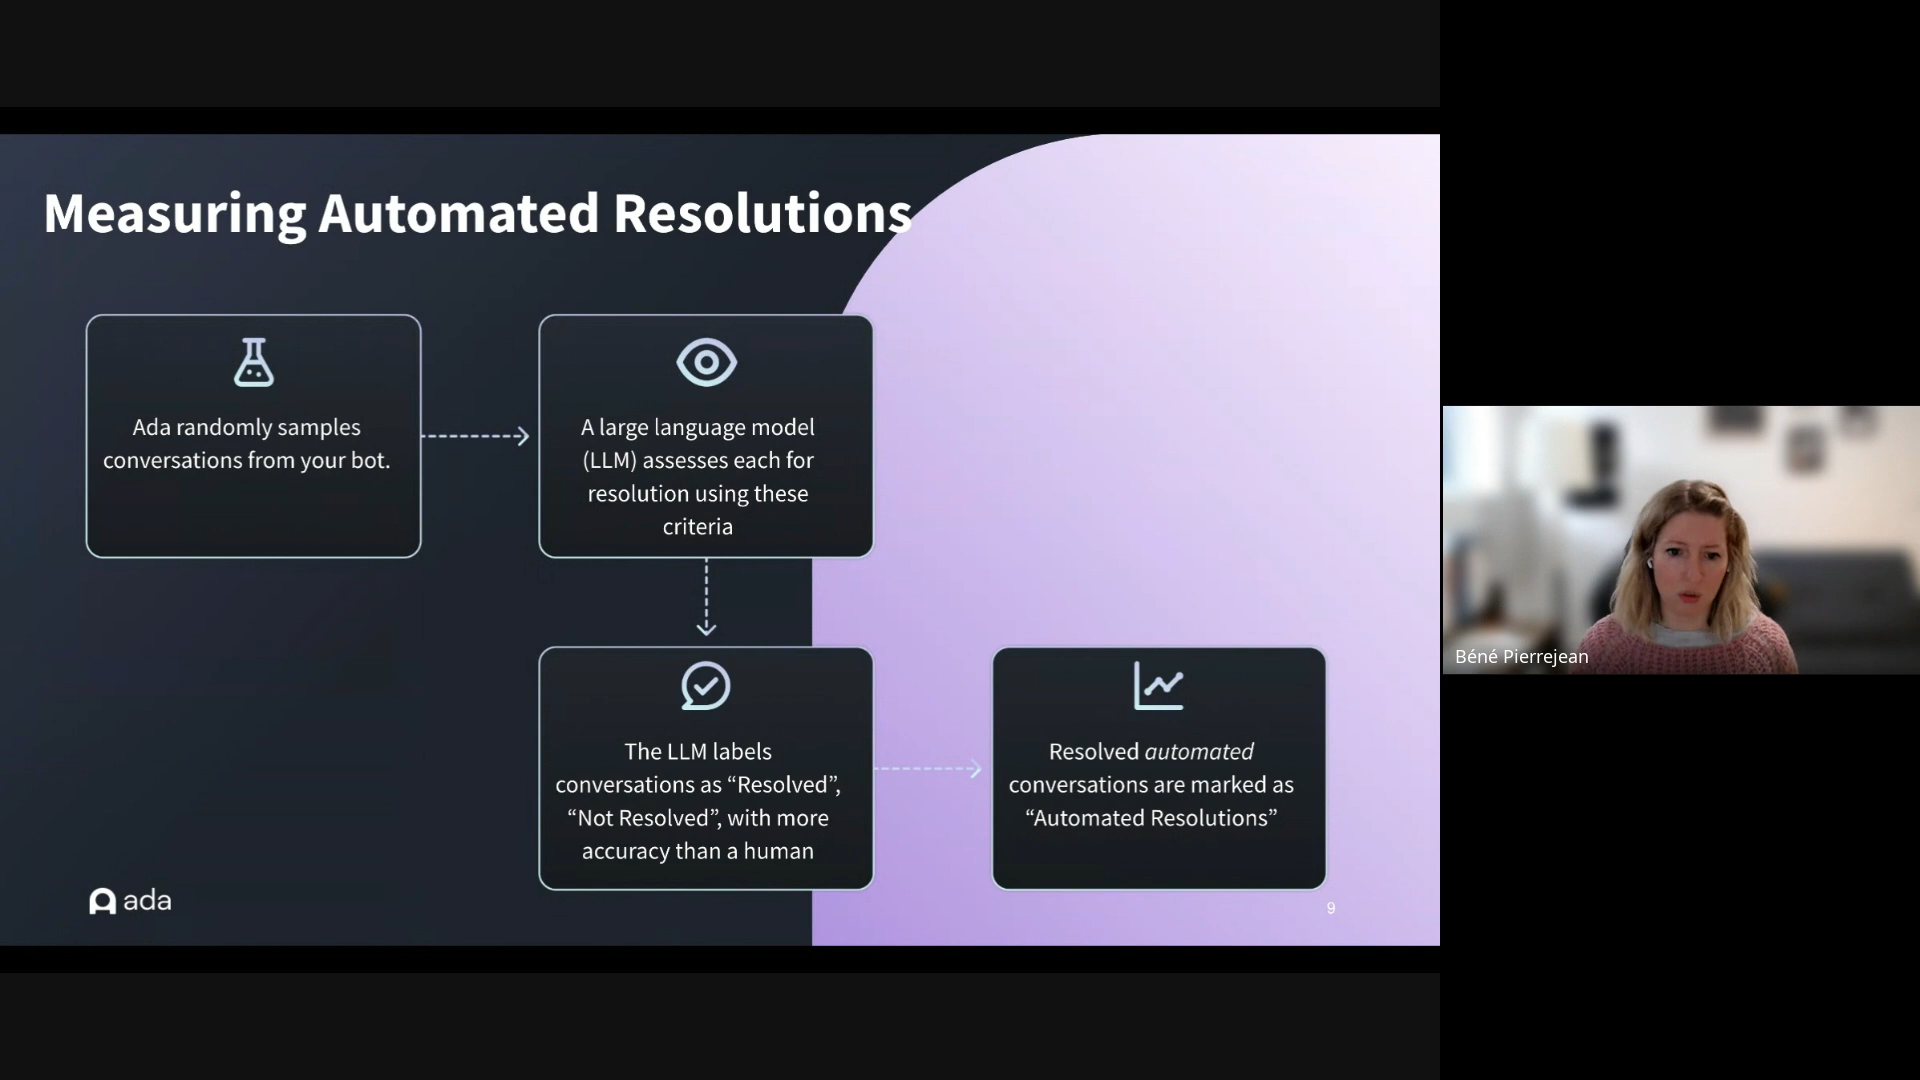 Measuring Automated Resolutions
Ada randomly samples
conversations from your bot.
A large language model
(LLM) assesses each for
resolution using these
criteria
The LLM labels
conversations as “Resolved”,
“Not Resolved”, with more
accuracy than a human
Resolved automated
conversations are marked as
“Automated Resolutions”
ada
9
Béné Pierrejean